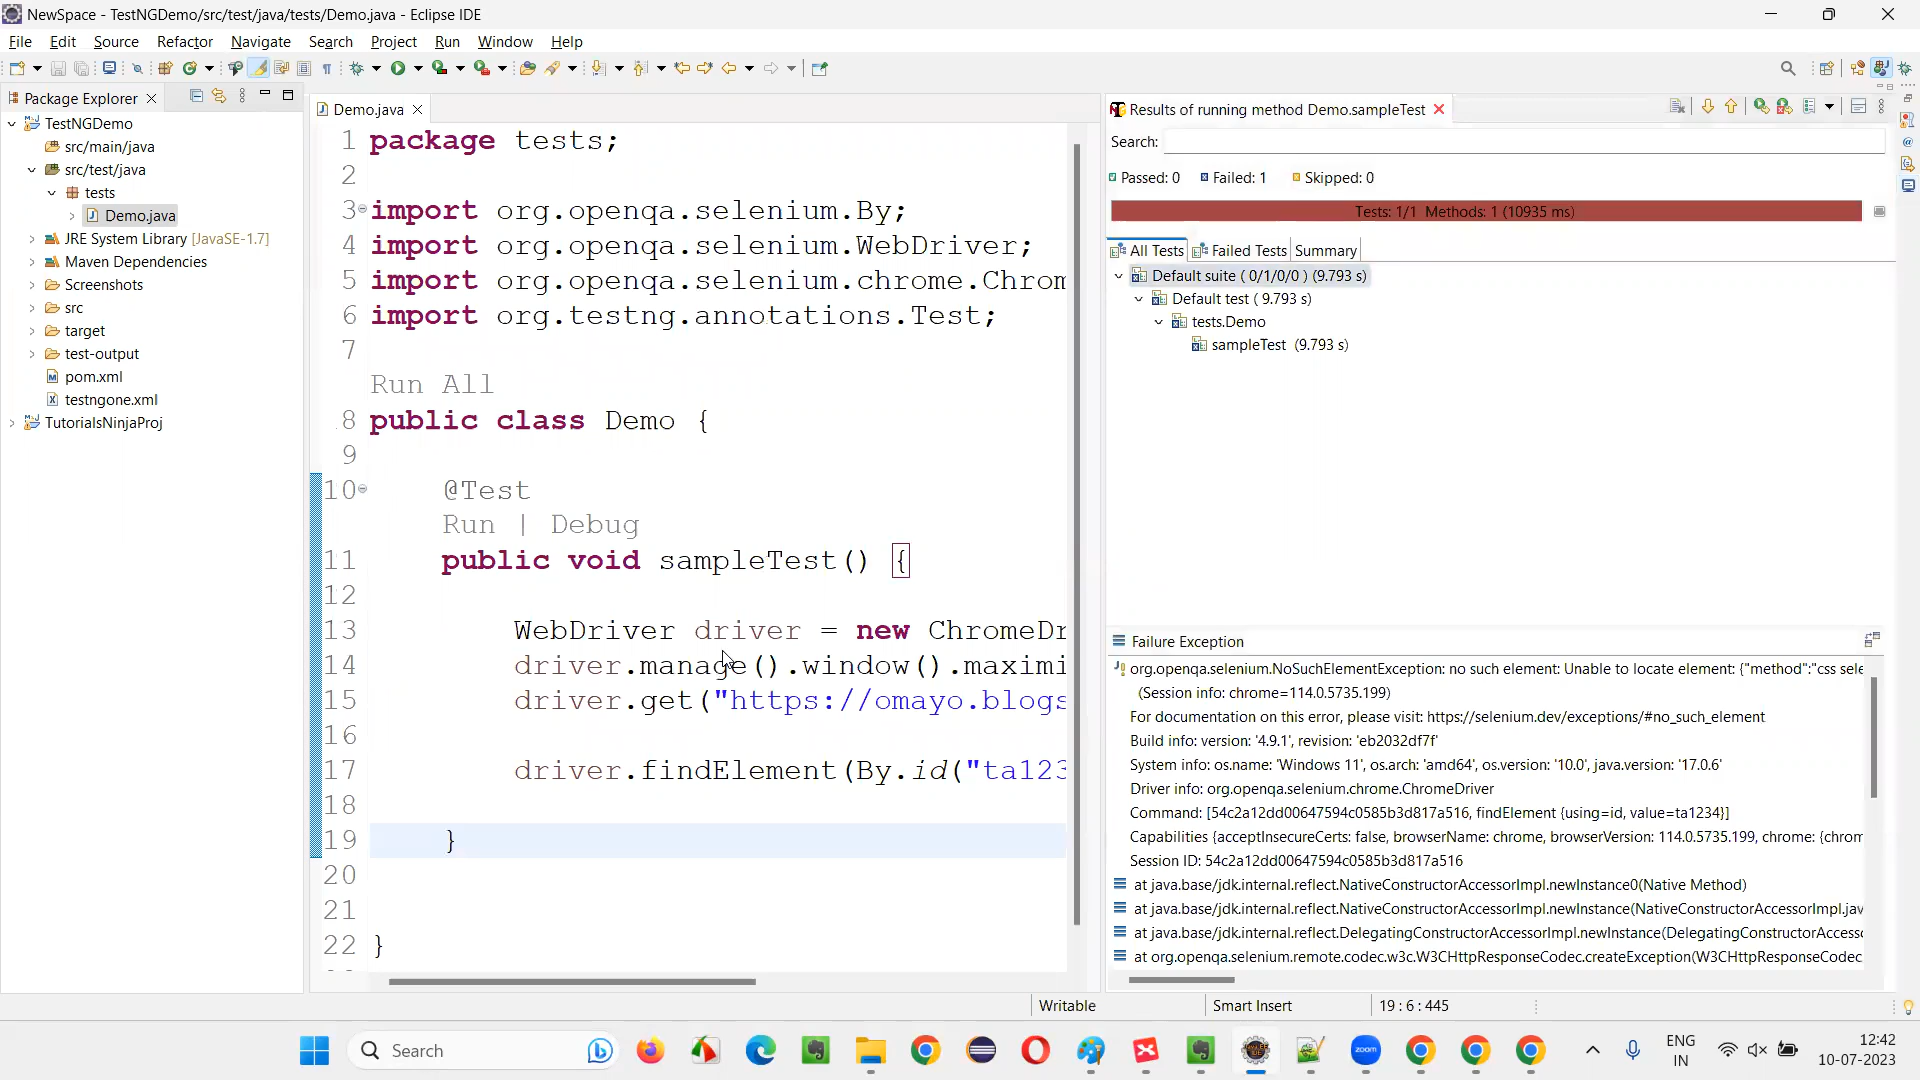 NewSpace - TestNGDemo/src/test/java/tests/Demo.java - Eclipse IDE
File Edit Source Refactor Navigate Search Project Run Window Help
Package Explorer
TestNGDemo
src/main/java
src/test/java
tests
Demo.java
JRE System Library [JavaSE-1.7]
Maven Dependencies
Screenshots
src
target
test-output
pom.xml
testngone.xml
TutorialsNinjaProj
Demo.java
1 package tests;
2
3 import org.openqa.selenium.By;
4 import org.openqa.selenium.WebDriver;
5 import org.openqa.selenium.chrome.Chrom
6 import org.testng.annotations.Test;
7
Run All
8 public class Demo {
9
10 @Test
Run | Debug
11 public void sampleTest() {
12
13 WebDriver driver = new ChromeDr
14 driver.manage().window().maximi
15 driver.get("https://omayo.blogs
16
17 driver.findElement(By.id("ta123
18
19 }
20
21
22 }
Results of running method Demo.sampleTest
Search:
Passed: 0 Failed: 1 Skipped: 0
Tests: 1/1 Methods: 1 (10935 ms)
All Tests Failed Tests Summary
Default suite ( 0/1/0/0 ) (9.793 s)
Default test ( 9.793 s)
tests.Demo
sampleTest (9.793 s)
Failure Exception
org.openqa.selenium.NoSuchElementException: no such element: Unable to locate element: {"method":"css sele
(Session info: chrome=114.0.5735.199)
For documentation on this error, please visit: https://selenium.dev/exceptions/#no_such_element
Build info: version: '4.9.1', revision: 'eb2032df7f'
System info: os.name: 'Windows 11', os.arch: 'amd64', os.version: '10.0', java.version: '17.0.6'
Driver info: org.openqa.selenium.chrome.ChromeDriver
Command: [54c2a12dd00647594c0585b3d817a516, findElement {using=id, value=ta1234}]
Capabilities {acceptInsecureCerts: false, browserName: chrome, browserVersion: 114.0.5735.199, chrome: {chrom
Session ID: 54c2a12dd00647594c0585b3d817a516
at java.base/jdk.internal.reflect.NativeConstructorAccessorImpl.newInstance0(Native Method)
at java.base/jdk.internal.reflect.NativeConstructorAccessorImpl.newInstance(NativeConstructorAccessorImpl.jav
at java.base/jdk.internal.reflect.DelegatingConstructorAccessorImpl.newInstance(DelegatingConstructorAccess
at org.openqa.selenium.remote.codec.w3c.W3CHttpResponseCodec.createException(W3CHttpResponseCodec
Writable Smart Insert 19 : 6 : 445
Search
zoom
ENG
IN
12:42
10-07-2023